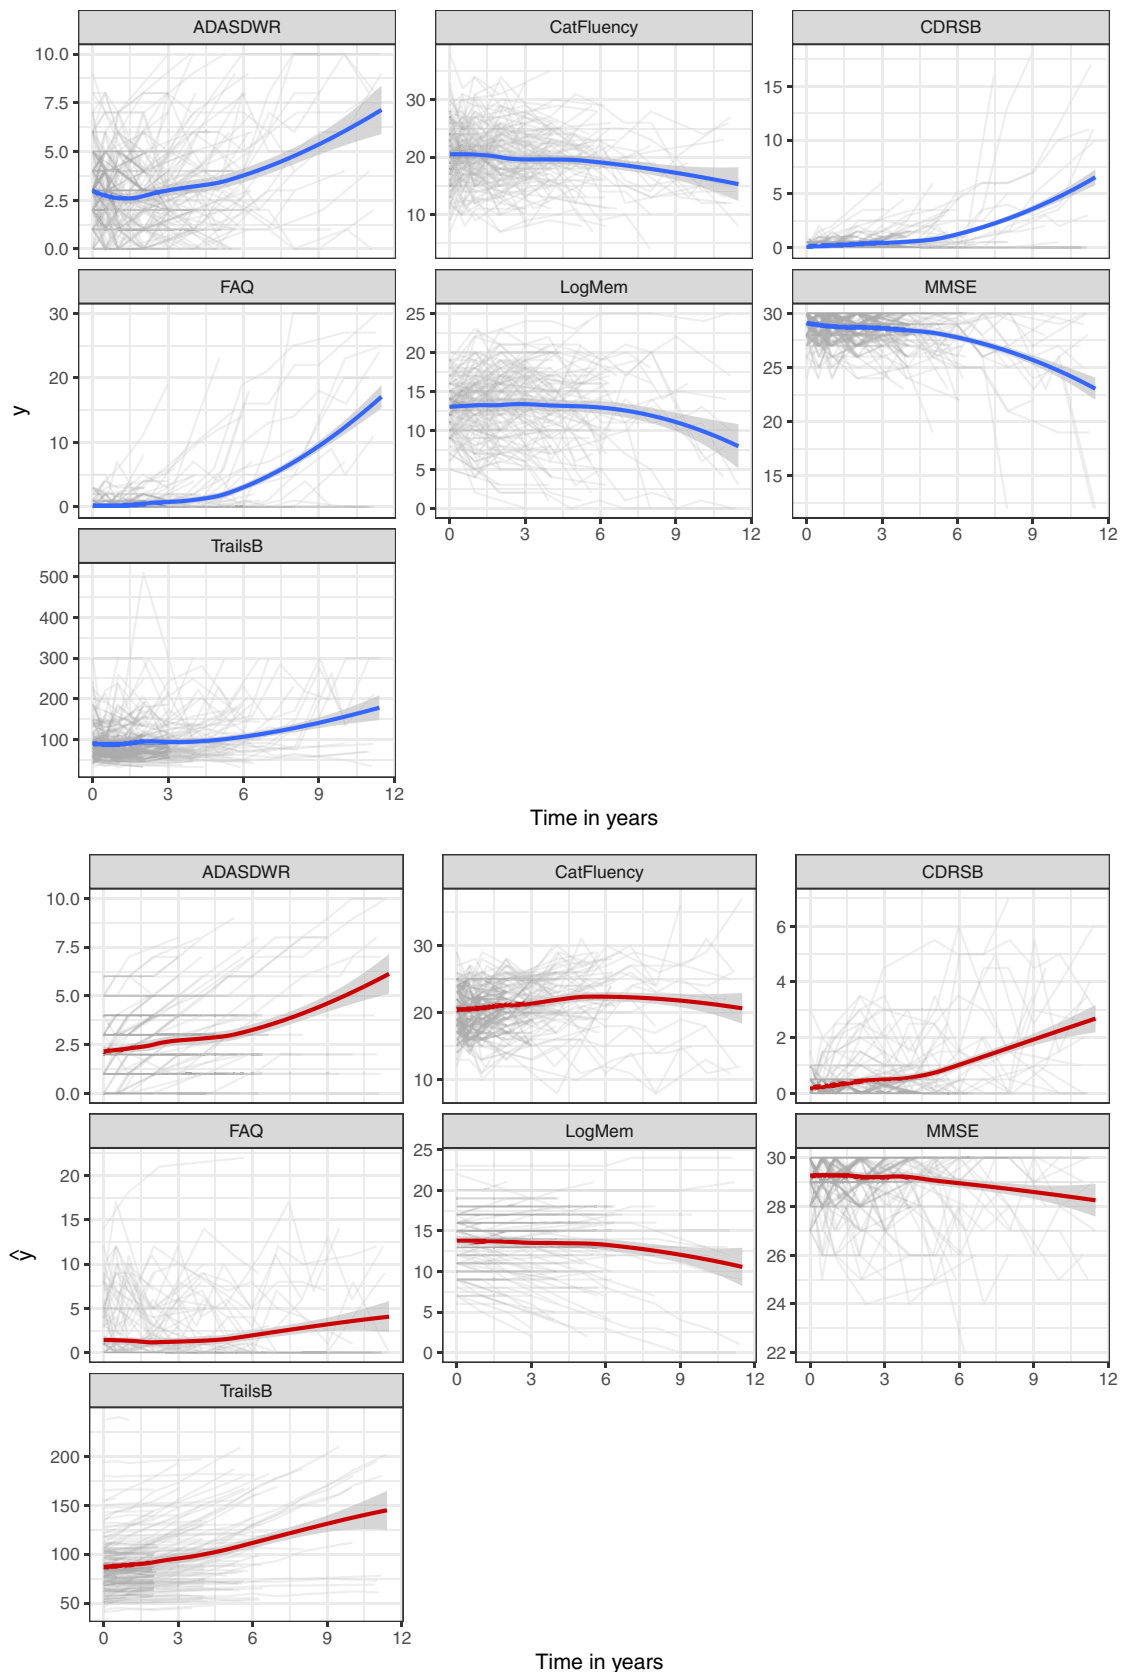 ADASDWR CatFluency CDRSB
10.0 7.5 5.0 2.5 0.0
30 20 10
15 10 5 0
FAQ LogMem MMSE
y
30 20 10 0
25 20 15 10 5 0
30 25 20 15
0 3 6 9 12
0 3 6 9 12
TrailsB
500 400 300 200 100
0 3 6 9 12
Time in years
ADASDWR CatFluency CDRSB
10.0 7.5 5.0 2.5 0.0
30 20 10
6 4 2 0
FAQ LogMem MMSE
ŷ
20 15 10 5 0
25 20 15 10 5 0
30 28 26 24 22
0 3 6 9 12
0 3 6 9 12
TrailsB
200 150 100 50
0 3 6 9 12
Time in years